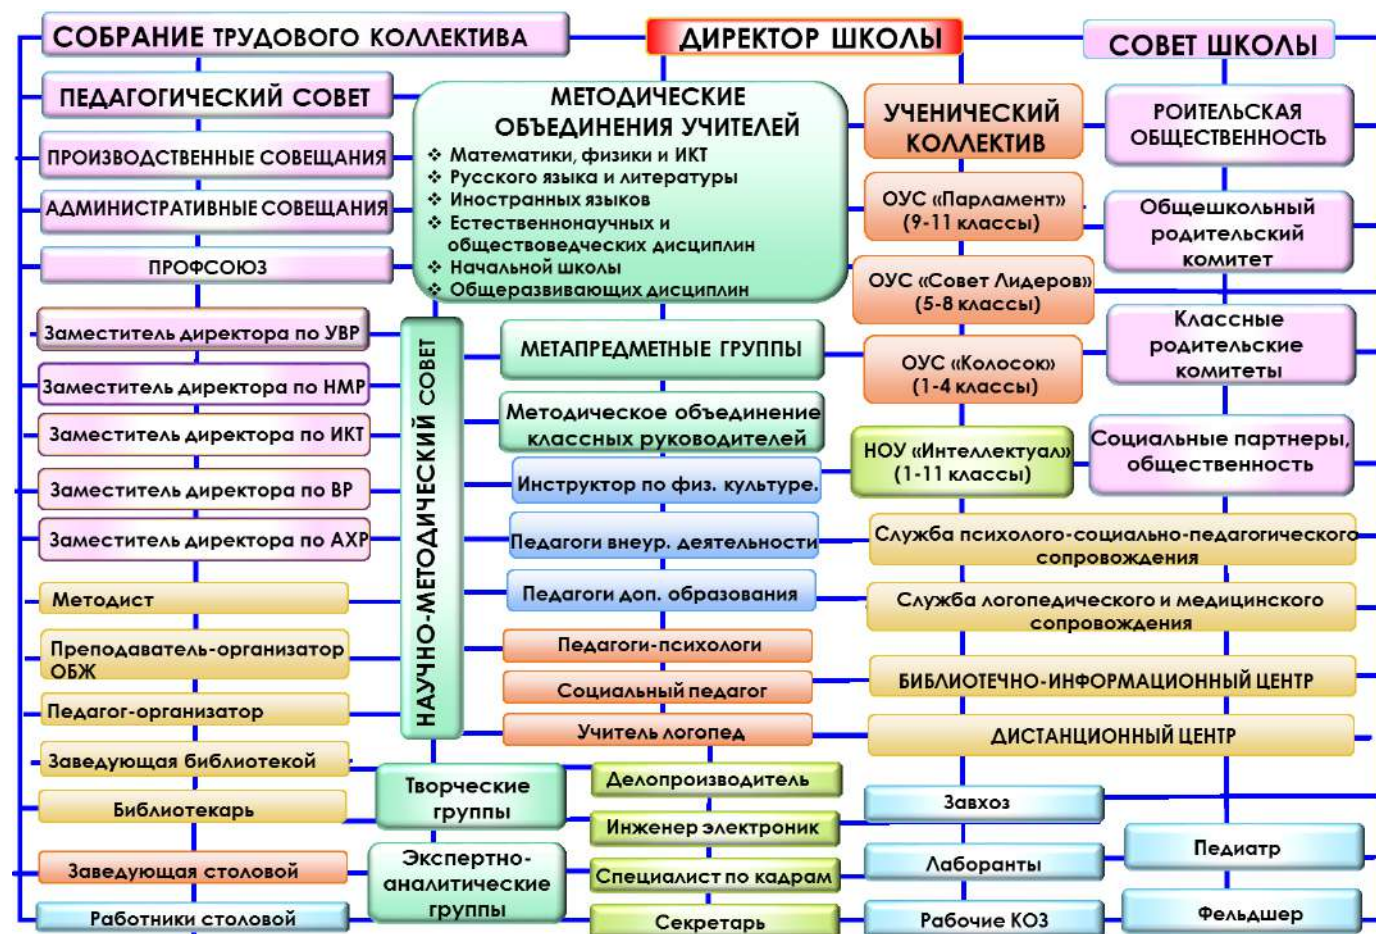 СОБРАНИЕ ТРУДОВОГО КОЛЛЕКТИВА
ДИРЕКТОР ШКОЛЫ
СОВЕТ ШКОЛЫ
ПЕДАГОГИЧЕСКИЙ СОВЕТ
ПРОИЗВОДСТВЕННЫЕ СОВЕЩАНИЯ
АДМИНИСТРАТИВНЫЕ СОВЕЩАНИЯ
ПРОФСОЮЗ
Заместитель директора по УВР
Заместитель директора по НМР
Заместитель директора по ИКТ
Заместитель директора по ВР
Заместитель директора по АХР
Методист
Преподаватель-организатор
ОБЖ
Педагог-организатор
Заведующая библиотекой
Библиотекарь
Заведующая столовой
Работники столовой
МЕТОДИЧЕСКИЕ
ОБЪЕДИНЕНИЯ УЧИТЕЛЕЙ
❖ Математики, физики и ИКТ
❖ Русского языка и литературы
❖ Иностранных языков
❖ Естественнонаучных и
обществоведческих дисциплин
❖ Начальной школы
❖ Общеразвивающих дисциплин
НАУЧНО-МЕТОДИЧЕСКИЙ СОВЕТ
Творческие
группы
Экспертно-
аналитические
группы
МЕТАПРЕДМЕТНЫЕ ГРУППЫ
Методическое объединение
классных руководителей
Инструктор по физ. культуре.
Педагоги внеур. деятельности
Педагоги доп. образования
Педагоги-психологи
Социальный педагог
Учитель логопед
Делопроизводитель
Инженер электроник
Специалист по кадрам
Секретарь
УЧЕНИЧЕСКИЙ
КОЛЛЕКТИВ
ОУС «Парламент»
(9-11 классы)
ОУС «Совет Лидеров»
(5-8 классы)
ОУС «Колосок»
(1-4 классы)
НОУ «Интеллектуал»
(1-11 классы)
РОИТЕЛЬСКАЯ
ОБЩЕСТВЕННОСТЬ
Общешкольный
родительский
комитет
Классные
родительские
комитеты
Социальные партнеры,
общественность
Служба психолого-социально-педагогического
сопровождения
Служба логопедического и медицинского
сопровождения
БИБЛИОТЕЧНО-ИНФОРМАЦИОННЫЙ ЦЕНТР
ДИСТАНЦИОННЫЙ ЦЕНТР
Завхоз
Лаборанты
Рабочие КОЗ
Педиатр
Фельдшер